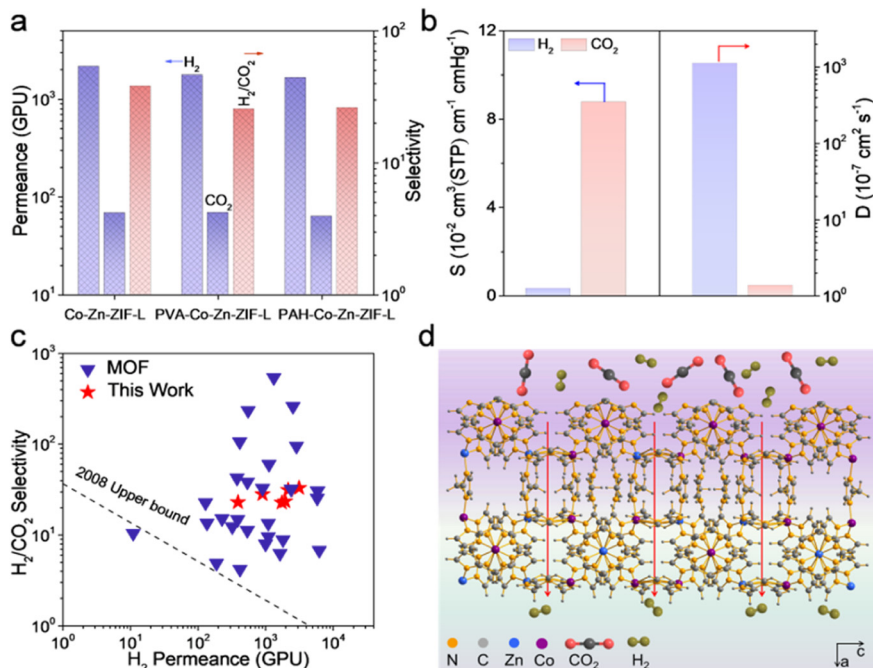 a
Permeance (GPU)
10³
10²
10¹
H₂
CO₂
H₂/CO₂
Selectivity
10²
10¹
10⁰
Co-Zn-ZIF-L PVA-Co-Zn-ZIF-L PAH-Co-Zn-ZIF-L
b
S (10⁻² cm³(STP) cm⁻¹ cmHg⁻¹)
12
9
6
3
0
H₂ CO₂
D (10⁻⁷ cm² s⁻¹)
10³
10²
10¹
10⁰
c
H₂/CO₂ Selectivity
10³
10²
10¹
10⁰
MOF
This Work
2008 Upper bound
10⁰ 10¹ 10² 10³ 10⁴
H₂ Permeance (GPU)
d
N C Zn Co CO₂ H₂
c
a